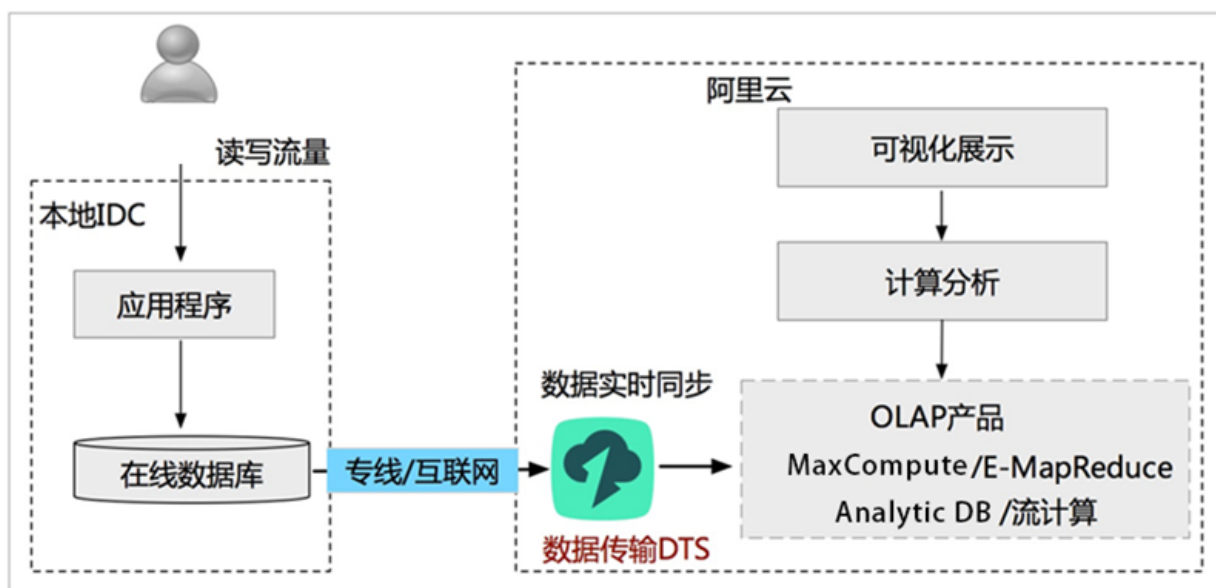 读写流量
本地IDC
应用程序
在线数据库
专线/互联网
阿里云
可视化展示
计算分析
数据实时同步
数据传输DTS
OLAP产品
MaxCompute/E-MapReduce
Analytic DB /流计算